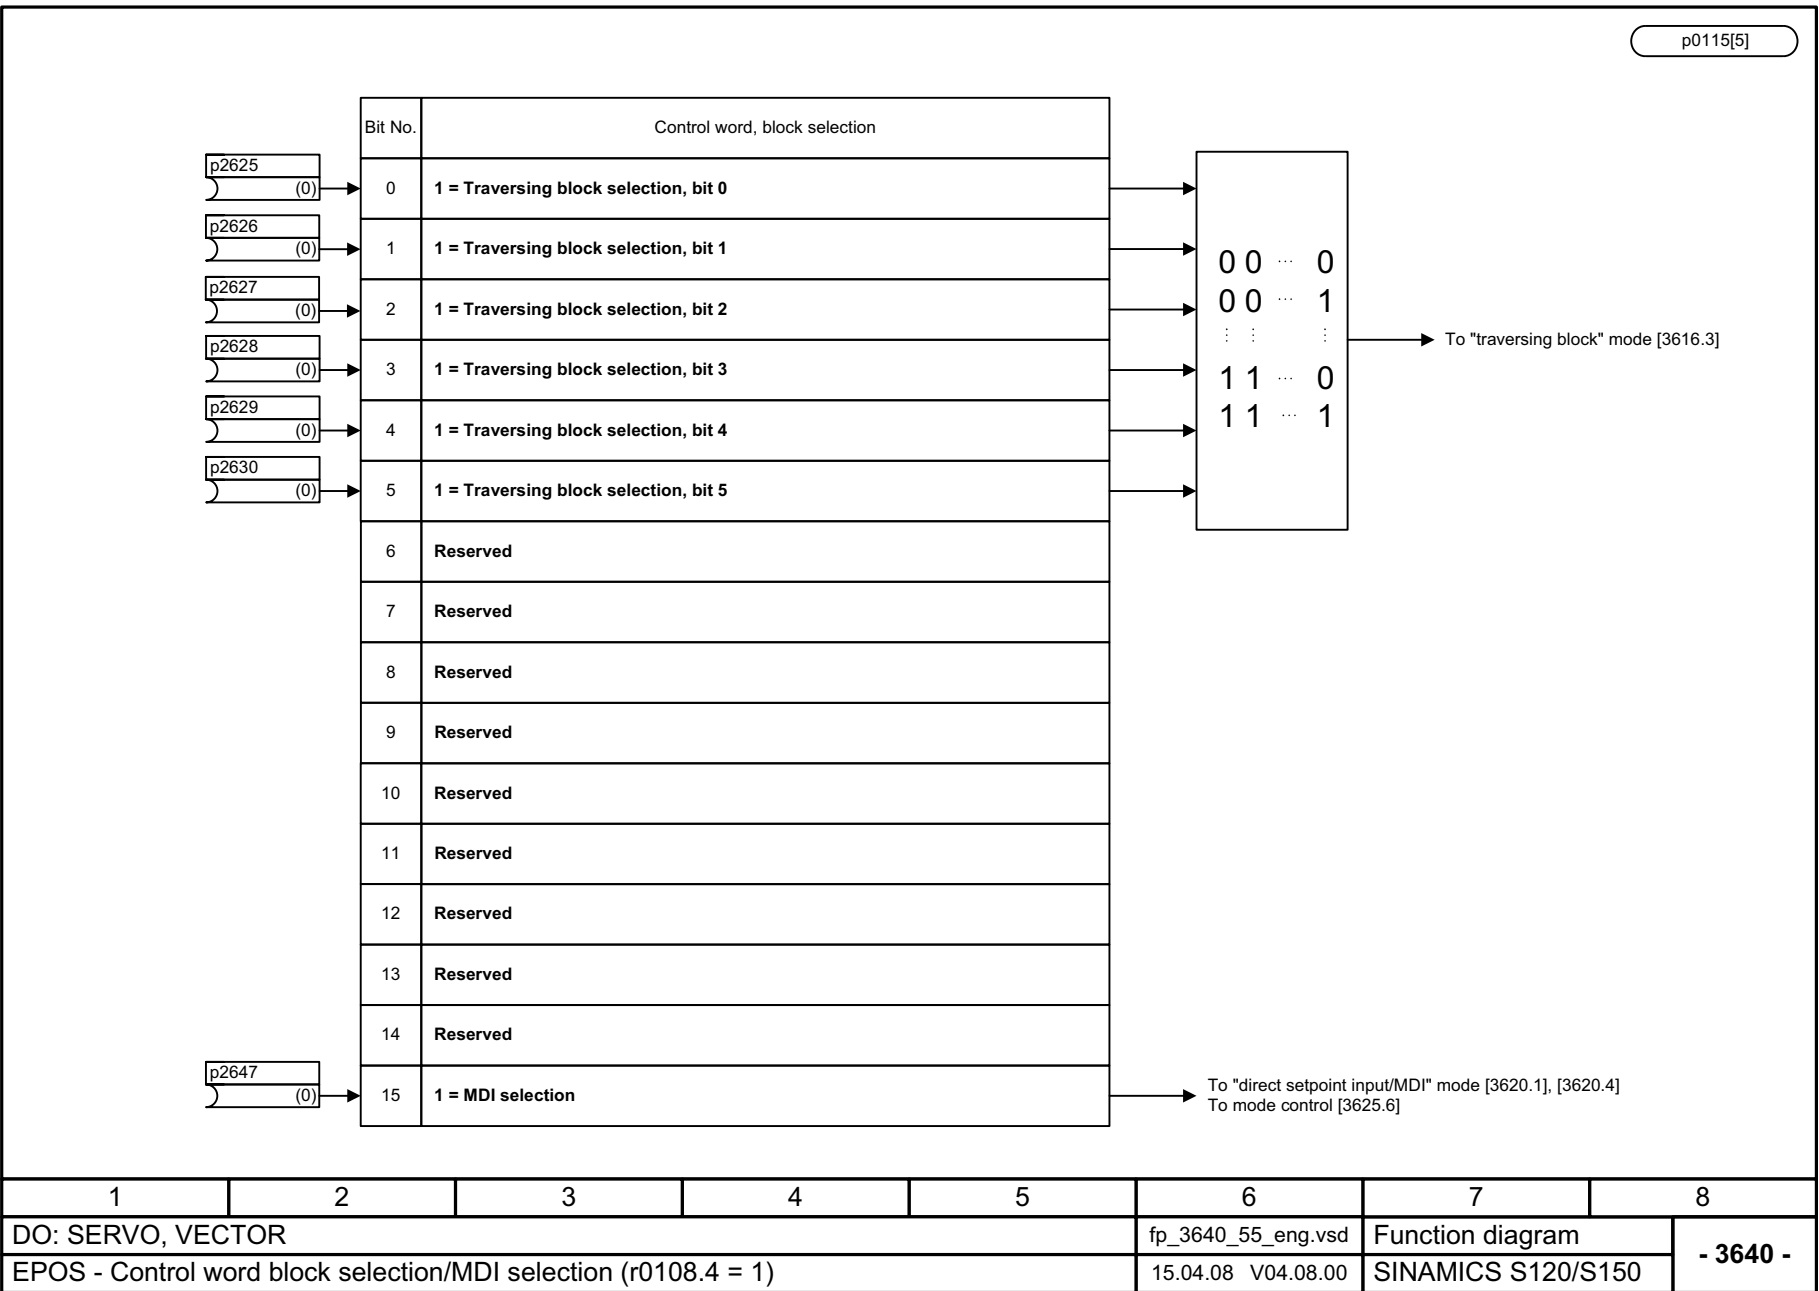 p0115[5]
Bit No. Control word, block selection
p2625
(0) 0 1 = Traversing block selection, bit 0
p2626
(0) 1 1 = Traversing block selection, bit 1
p2627
(0) 2 1 = Traversing block selection, bit 2
p2628
(0) 3 1 = Traversing block selection, bit 3
p2629
(0) 4 1 = Traversing block selection, bit 4
p2630
(0) 5 1 = Traversing block selection, bit 5
0 0 ... 0
0 0 ... 1
⋮ ⋮ ⋮
1 1 ... 0
1 1 ... 1
To "traversing block" mode [3616.3]
6 Reserved
7 Reserved
8 Reserved
9 Reserved
10 Reserved
11 Reserved
12 Reserved
13 Reserved
14 Reserved
p2647
(0) 15 1 = MDI selection
To "direct setpoint input/MDI" mode [3620.1], [3620.4]
To mode control [3625.6]
1 2 3 4 5 6 7 8
DO: SERVO, VECTOR fp_3640_55_eng.vsd Function diagram
- 3640 -
EPOS - Control word block selection/MDI selection (r0108.4 = 1) 15.04.08 V04.08.00 SINAMICS S120/S150